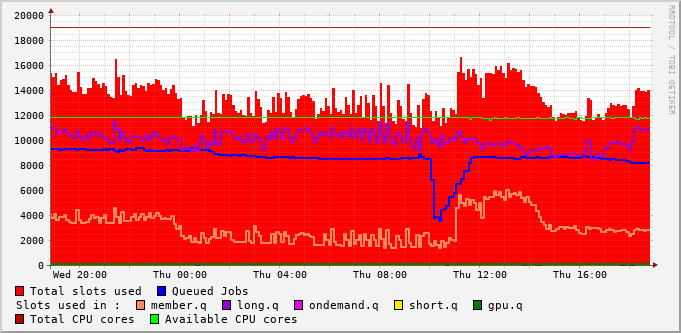 20000
18000
16000
14000
12000
10000
8000
6000
4000
2000
0
Wed 20:00 Thu 00:00 Thu 04:00 Thu 08:00 Thu 12:00 Thu 16:00
RRDTOOL / TOBI OETIKER
Total slots used Queued Jobs
Slots used in : member.q long.q ondemand.q short.q gpu.q
Total CPU cores Available CPU cores